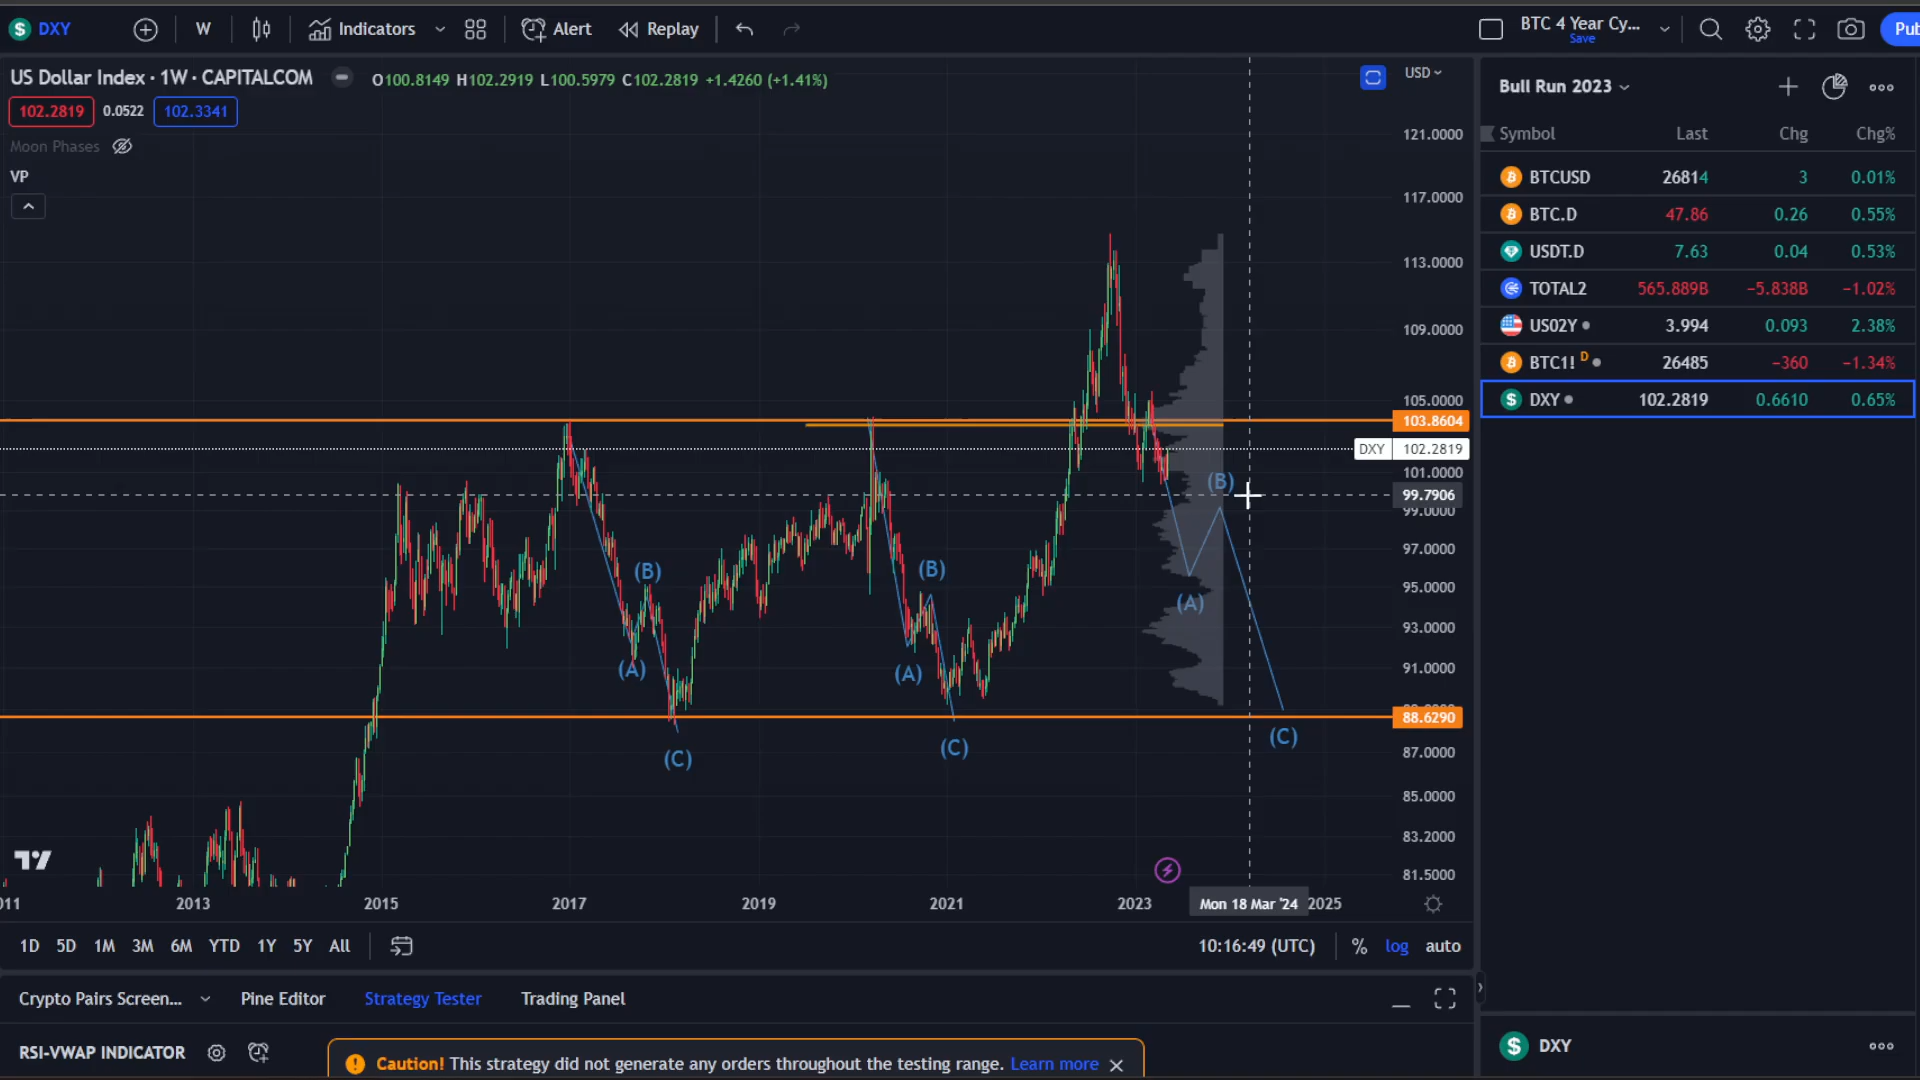 DXY W Indicators Alert Replay BTC 4 Year Cy... Save Pub
US Dollar Index · 1W · CAPITALCOM O100.8149 H102.2919 L100.5979 C102.2819 +1.4260 (+1.41%) USD
102.2819 0.0522 102.3341
Moon Phases
VP
121.0000
117.0000
113.0000
109.0000
105.0000
103.8604
DXY 102.2819
101.0000
99.7906
99.0000
97.0000
95.0000
93.0000
91.0000
88.6290
87.0000
85.0000
83.2000
81.5000
(B)
(B) (B)
(A)
(A) (A)
(C) (C) (C)
011 2013 2015 2017 2019 2021 2023 Mon 18 Mar '24 2025
1D 5D 1M 3M 6M YTD 1Y 5Y All 10:16:49 (UTC) % log auto
Crypto Pairs Screen... Pine Editor Strategy Tester Trading Panel
RSI-VWAP INDICATOR
Caution! This strategy did not generate any orders throughout the testing range. Learn more
Bull Run 2023
Symbol Last Chg Chg%
BTCUSD 26814 3 0.01%
BTC.D 47.86 0.26 0.55%
USDT.D 7.63 0.04 0.53%
TOTAL2 565.889B −5.838B −1.02%
US02Y 3.994 0.093 2.38%
BTC1! D 26485 −360 −1.34%
DXY 102.2819 0.6610 0.65%
DXY